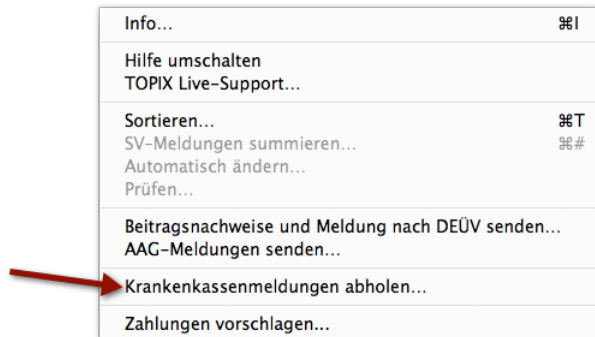 Info... ⌘I
Hilfe umschalten
TOPIX Live-Support...
Sortieren... ⌘T
SV-Meldungen summieren... ⌘#
Automatisch ändern...
Prüfen...
Beitragsnachweise und Meldung nach DEÜV senden...
AAG-Meldungen senden...
Krankenkassenmeldungen abholen...
Zahlungen vorschlagen...